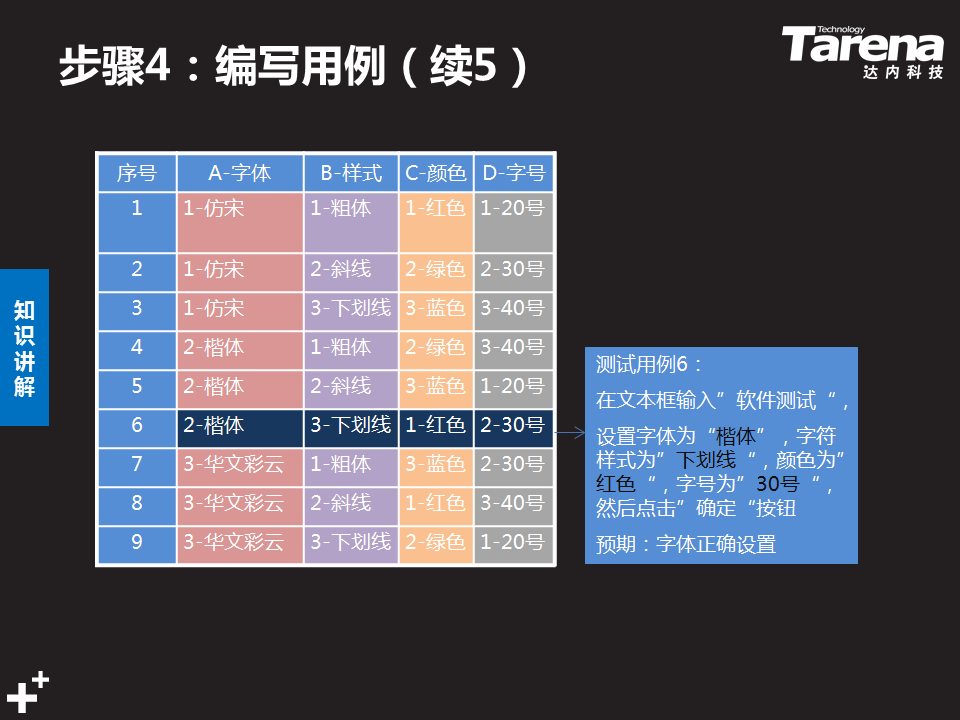 步骤4：编写用例（续5）
Technology
Tarena
达内科技
知识讲解
序号 A-字体 B-样式 C-颜色 D-字号
1 1-仿宋 1-粗体 1-红色 1-20号
2 1-仿宋 2-斜线 2-绿色 2-30号
3 1-仿宋 3-下划线 3-蓝色 3-40号
4 2-楷体 1-粗体 2-绿色 3-40号
5 2-楷体 2-斜线 3-蓝色 1-20号
6 2-楷体 3-下划线 1-红色 2-30号
7 3-华文彩云 1-粗体 3-蓝色 2-30号
8 3-华文彩云 2-斜线 1-红色 3-40号
9 3-华文彩云 3-下划线 2-绿色 1-20号
测试用例6：
在文本框输入”软件测试“，
设置字体为“楷体”，字符
样式为”下划线“，颜色为”
红色“，字号为”30号“，
然后点击”确定“按钮
预期：字体正确设置